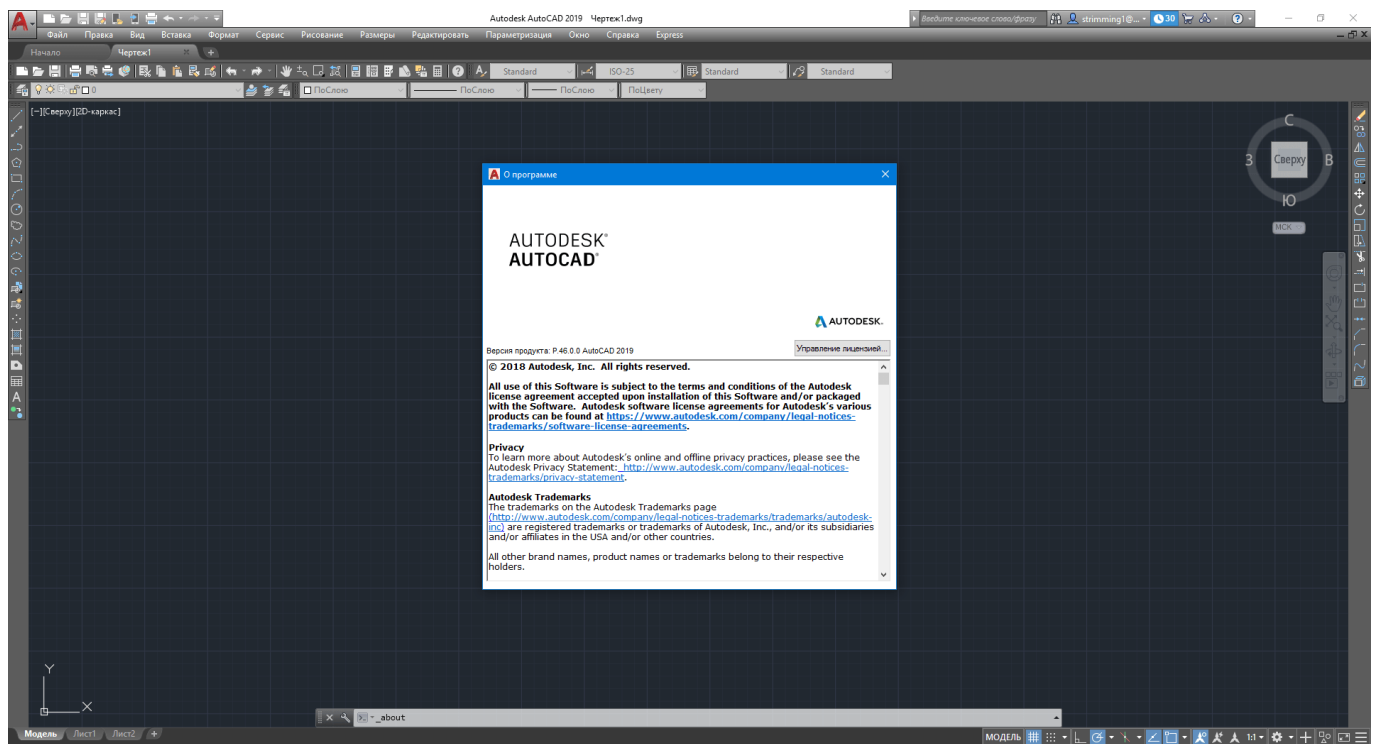 Autodesk AutoCAD 2019 Чертеж1.dwg
Введите ключевое слово/фразу
strimming1@...
30
Файл Правка Вид Вставка Формат Сервис Рисование Размеры Редактировать Параметризация Окно Справка Express
Начало Чертеж1
Standard ISO-25 Standard Standard
0 ПоСлою ПоСлою ПоСлою ПоЦвету
[−][Сверху][2D-каркас]
С
З Сверху В
Ю
МСК
О программе
AUTODESK®
AUTOCAD®
AUTODESK.
Версия продукта: P.46.0.0 AutoCAD 2019
Управление лицензией...
© 2018 Autodesk, Inc. All rights reserved.
All use of this Software is subject to the terms and conditions of the Autodesk
license agreement accepted upon installation of this Software and/or packaged
with the Software. Autodesk software license agreements for Autodesk's various
products can be found at https://www.autodesk.com/company/legal-notices-
trademarks/software-license-agreements.
Privacy
To learn more about Autodesk's online and offline privacy practices, please see the
Autodesk Privacy Statement: http://www.autodesk.com/company/legal-notices-
trademarks/privacy-statement.
Autodesk Trademarks
The trademarks on the Autodesk Trademarks page
(http://www.autodesk.com/company/legal-notices-trademarks/trademarks/autodesk-
inc) are registered trademarks or trademarks of Autodesk, Inc., and/or its subsidiaries
and/or affiliates in the USA and/or other countries.
All other brand names, product names or trademarks belong to their respective
holders.
Y
X
_about
Модель Лист1 Лист2 +
МОДЕЛЬ
1:1